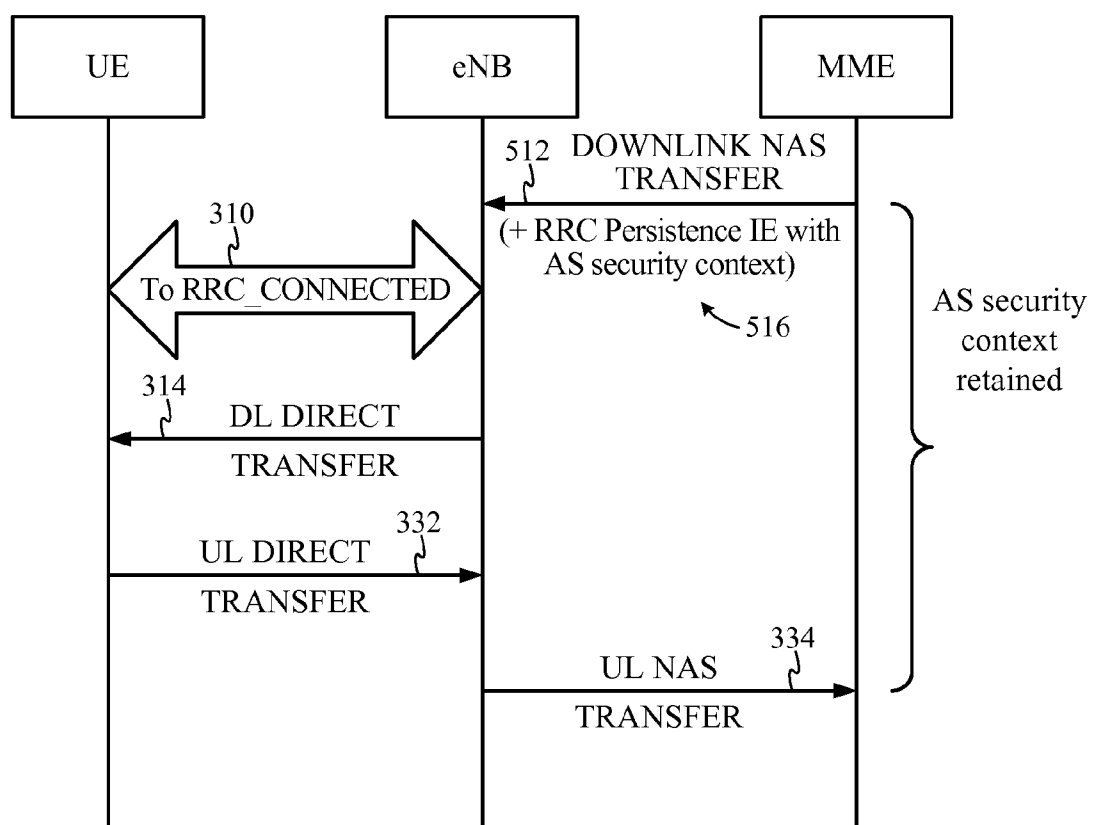 UE
eNB
MME
512
DOWNLINK NAS
TRANSFER
(+ RRC Persistence IE with
AS security context)
516
310
To RRC_CONNECTED
AS security
context
retained
314
DL DIRECT
TRANSFER
332
UL DIRECT
TRANSFER
334
UL NAS
TRANSFER